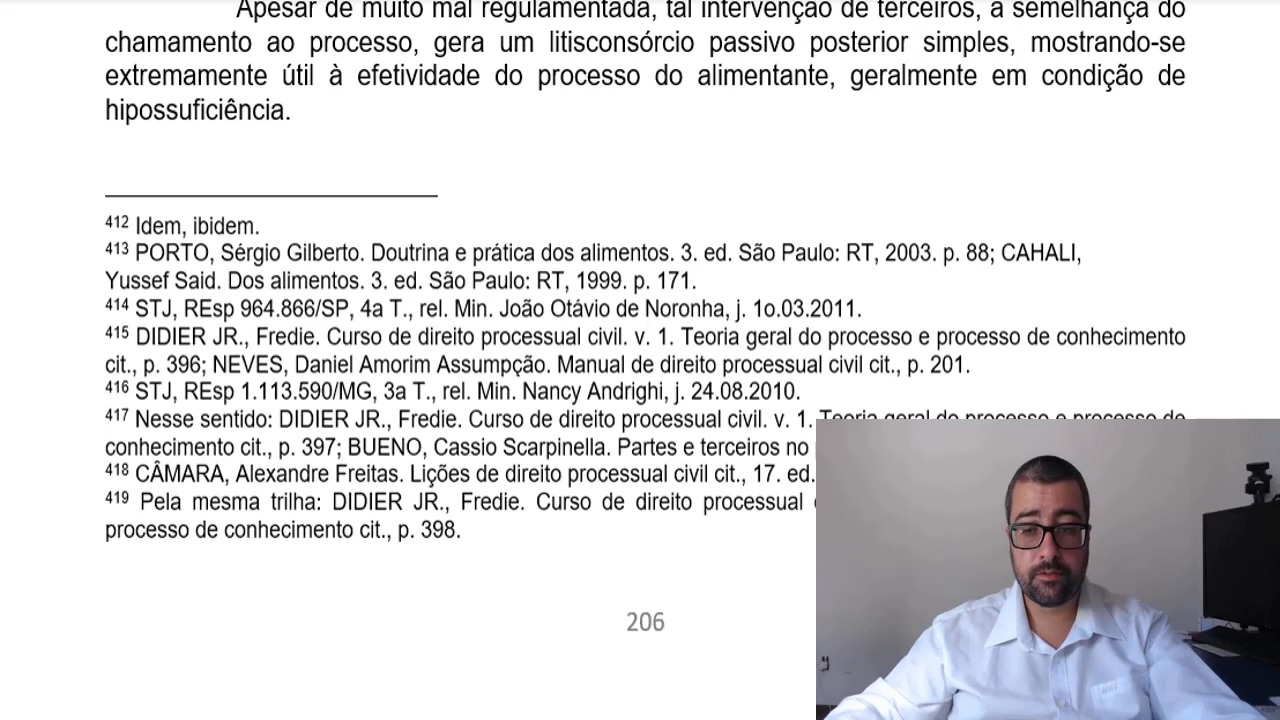 Apesar de muito mal regulamentada, tal intervenção de terceiros, à semelhança do
chamamento ao processo, gera um litisconsórcio passivo posterior simples, mostrando-se
extremamente útil à efetividade do processo do alimentante, geralmente em condição de
hipossuficiência.
412 Idem, ibidem.
413 PORTO, Sérgio Gilberto. Doutrina e prática dos alimentos. 3. ed. São Paulo: RT, 2003. p. 88; CAHALI,
Yussef Said. Dos alimentos. 3. ed. São Paulo: RT, 1999. p. 171.
414 STJ, REsp 964.866/SP, 4a T., rel. Min. João Otávio de Noronha, j. 1o.03.2011.
415 DIDIER JR., Fredie. Curso de direito processual civil. v. 1. Teoria geral do processo e processo de conhecimento
cit., p. 396; NEVES, Daniel Amorim Assumpção. Manual de direito processual civil cit., p. 201.
416 STJ, REsp 1.113.590/MG, 3a T., rel. Min. Nancy Andrighi, j. 24.08.2010.
417 Nesse sentido: DIDIER JR., Fredie. Curso de direito processual civil. v. 1. Teoria geral do processo e processo de
conhecimento cit., p. 397; BUENO, Cassio Scarpinella. Partes e terceiros no
418 CÂMARA, Alexandre Freitas. Lições de direito processual civil cit., 17. ed.
419 Pela mesma trilha: DIDIER JR., Fredie. Curso de direito processual
processo de conhecimento cit., p. 398.
206